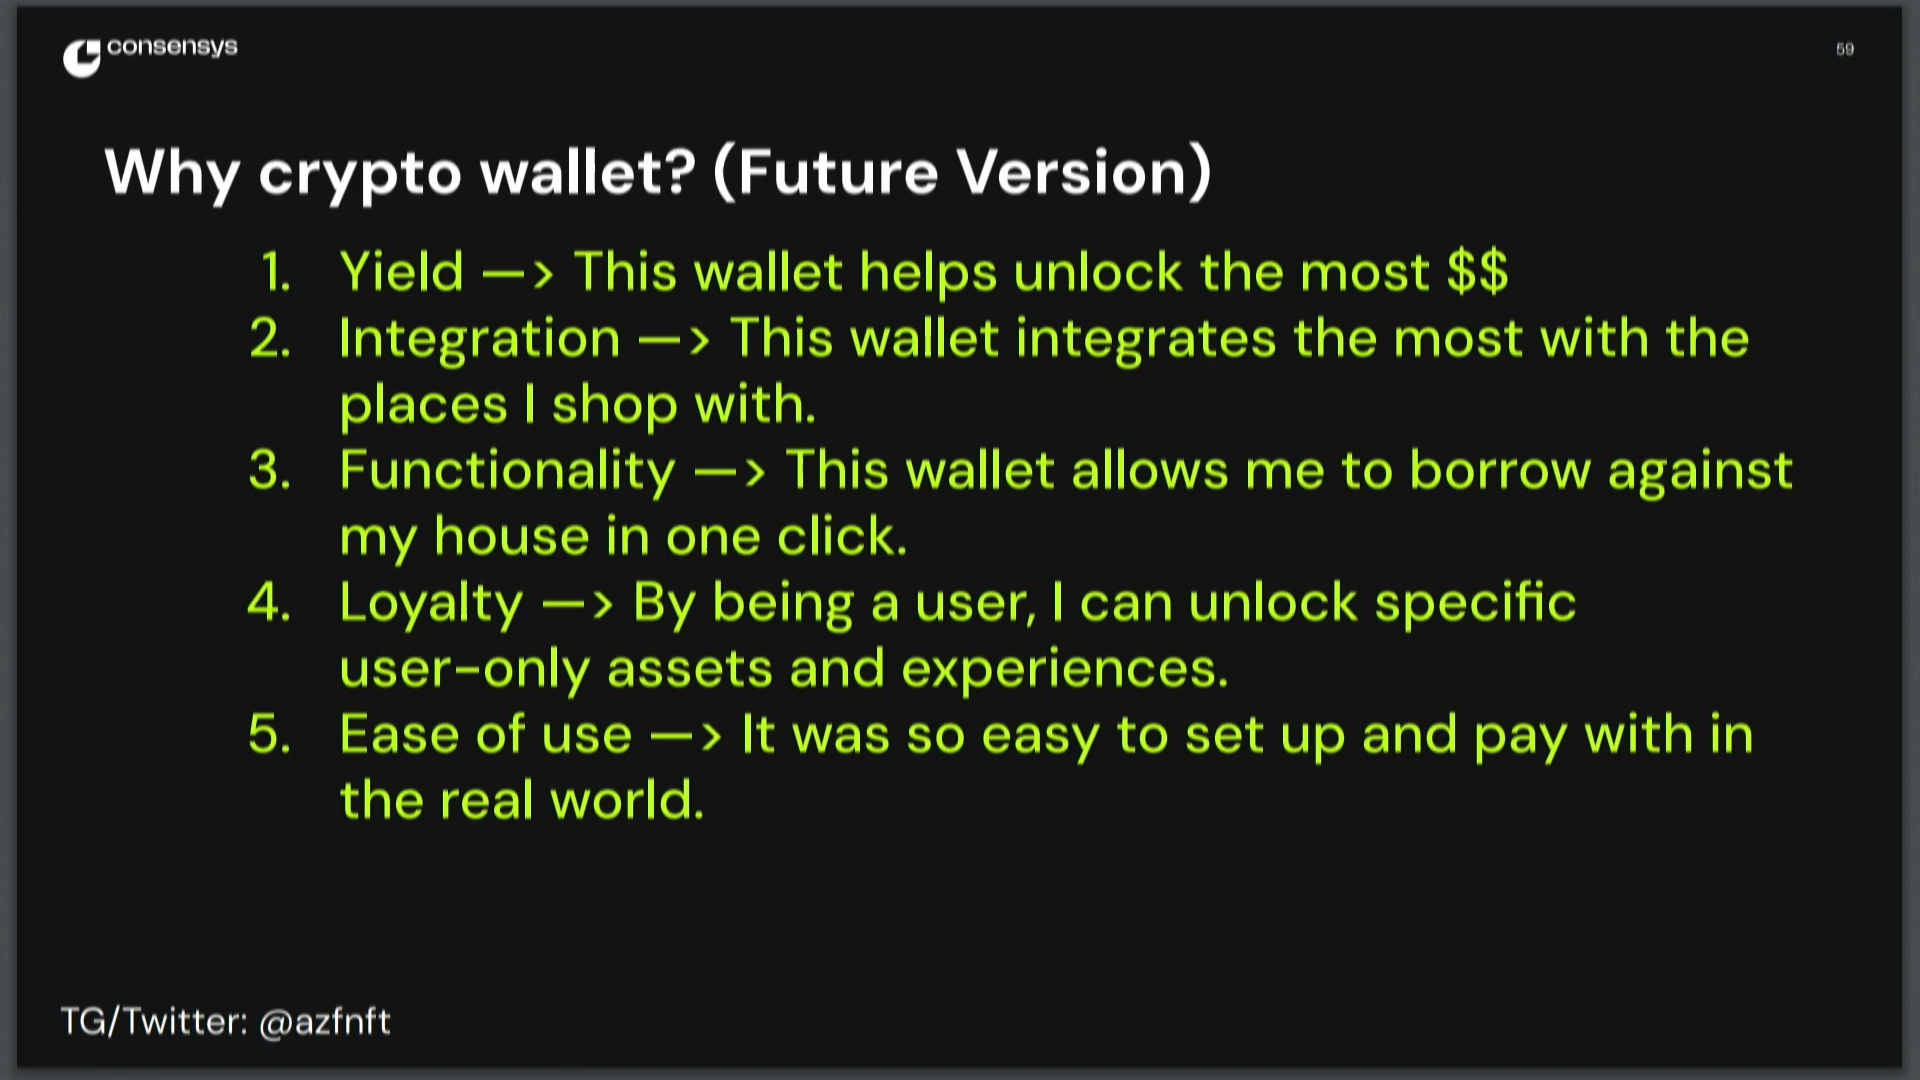 consensys
59
Why crypto wallet? (Future Version)
1. Yield —> This wallet helps unlock the most $$
2. Integration —> This wallet integrates the most with the
places I shop with.
3. Functionality —> This wallet allows me to borrow against
my house in one click.
4. Loyalty —> By being a user, I can unlock specific
user-only assets and experiences.
5. Ease of use —> It was so easy to set up and pay with in
the real world.
TG/Twitter: @azfnft